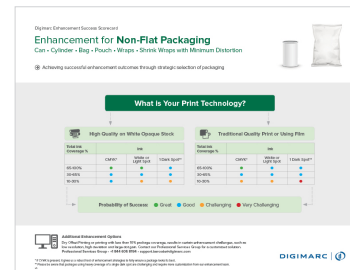 Digimarc Enhancement Success Scorecard
Enhancement for Non-Flat Packaging
Can • Cylinder • Bag • Pouch • Wraps • Shrink Wraps with Minimum Distortion
Achieving successful enhancement outcomes through strategic selection of packaging
What is Your Print Technology?
High Quality on White Opaque Stock
Traditional Quality Print or Using Film
Total Ink Coverage %
Ink
CMYK*
White or Light Spot
1 Dark Spot**
65-100%
30-65%
10-30%
Total Ink Coverage %
Ink
CMYK*
White or Light Spot
1 Dark Spot**
65-100%
30-65%
10-30%
Probability of Success: Great Good Challenging Very Challenging
Additional Enhancement Options
DIGIMARC